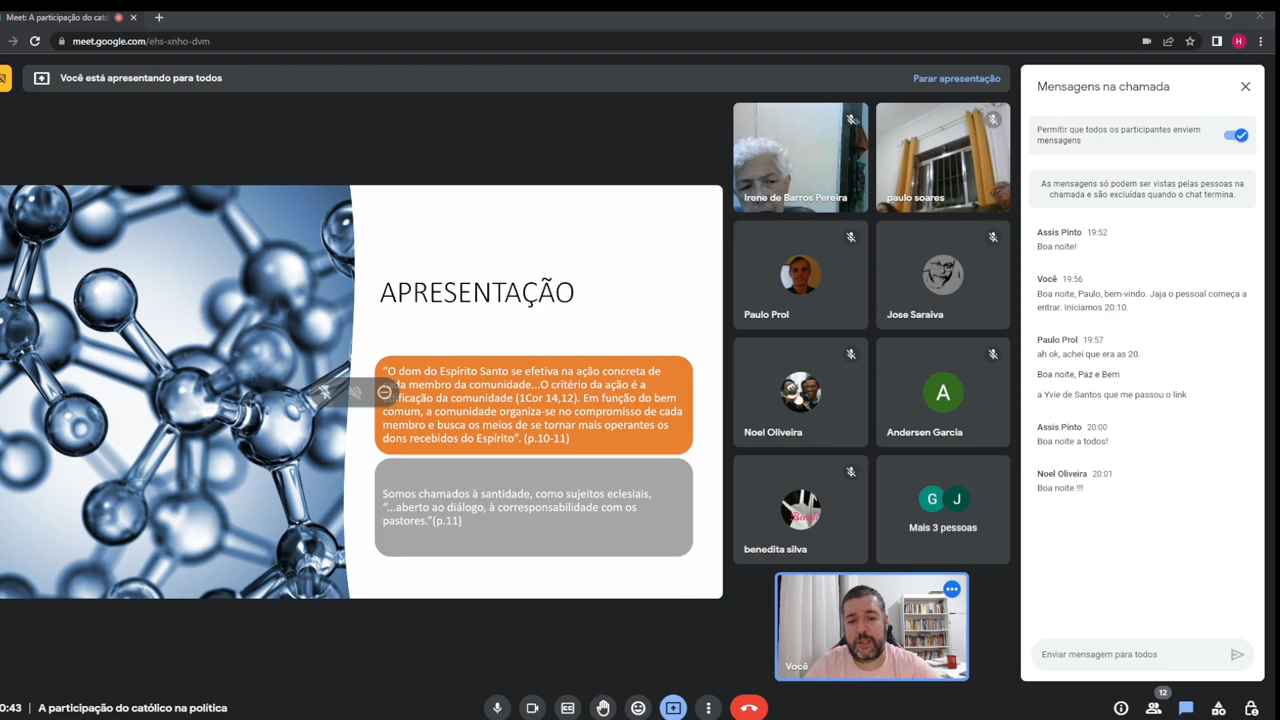 Meet: A participação do cató
meet.google.com/ehs-xnho-dvm
H
Você está apresentando para todos
Parar apresentação
APRESENTAÇÃO
“O dom do Espírito Santo se efetiva na ação concreta de
cada membro da comunidade...O critério da ação é a
edificação da comunidade (1Cor 14,12). Em função do bem
comum, a comunidade organiza-se no compromisso de cada
membro e busca os meios de se tornar mais operantes os
dons recebidos do Espírito”. (p.10-11)
Somos chamados à santidade, como sujeitos eclesiais,
“...aberto ao diálogo, à corresponsabilidade com os
pastores.”(p.11)
Irene de Barros Pereira
paulo soares
Paulo Prol
Jose Saraiva
Noel Oliveira
A
Andersen Garcia
benedita silva
G J
Mais 3 pessoas
Você
Mensagens na chamada
Permitir que todos os participantes enviem
mensagens
As mensagens só podem ser vistas pelas pessoas na
chamada e são excluídas quando o chat termina.
Assis Pinto 19:52
Boa noite!
Você 19:56
Boa noite, Paulo, bem-vindo. Jaja o pessoal começa a
entrar. Iniciamos 20:10.
Paulo Prol 19:57
ah ok, achei que era as 20.
Boa noite, Paz e Bem
a Yvie de Santos que me passou o link
Assis Pinto 20:00
Boa noite a todos!
Noel Oliveira 20:01
Boa noite !!!
Enviar mensagem para todos
0:43 | A participação do católico na política
12